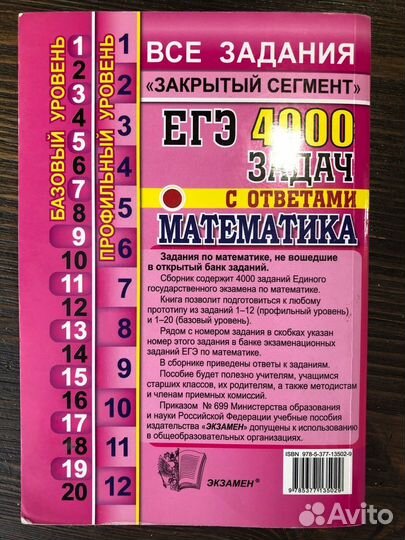 БАЗОВЫЙ УРОВЕНЬ
1
2
3
4
5
6
7
8
9
10
11
12
13
14
15
16
17
18
19
20
ПРОФИЛЬНЫЙ УРОВЕНЬ
1
2
3
4
5
6
7
8
9
10
11
12
ВСЕ ЗАДАНИЯ
«ЗАКРЫТЫЙ СЕГМЕНТ»
ЕГЭ 4000
ЗАДАЧ
С ОТВЕТАМИ
МАТЕМАТИКА
Задания по математике, не вошедшие
в открытый банк заданий.
Сборник содержит 4000 заданий Единого
государственного экзамена по математике.
Книга позволит подготовиться к любому
прототипу из заданий 1–12 (профильный уровень),
и 1–20 (базовый уровень).
Рядом с номером задания в скобках указан
номер этого задания в банке экзаменационных
заданий ЕГЭ по математике.
В сборнике приведены ответы к заданиям.
Пособие будет полезно учителям, учащимся
старших классов, их родителям, а также методистам
и членам приемных комиссий.
Приказом № 699 Министерства образования
и науки Российской Федерации учебные пособия
издательства «ЭКЗАМЕН» допущены к использованию
в общеобразовательных организациях.
ЭКЗАМЕН®
ISBN 978-5-377-13502-9
9 785377 135029
Avito